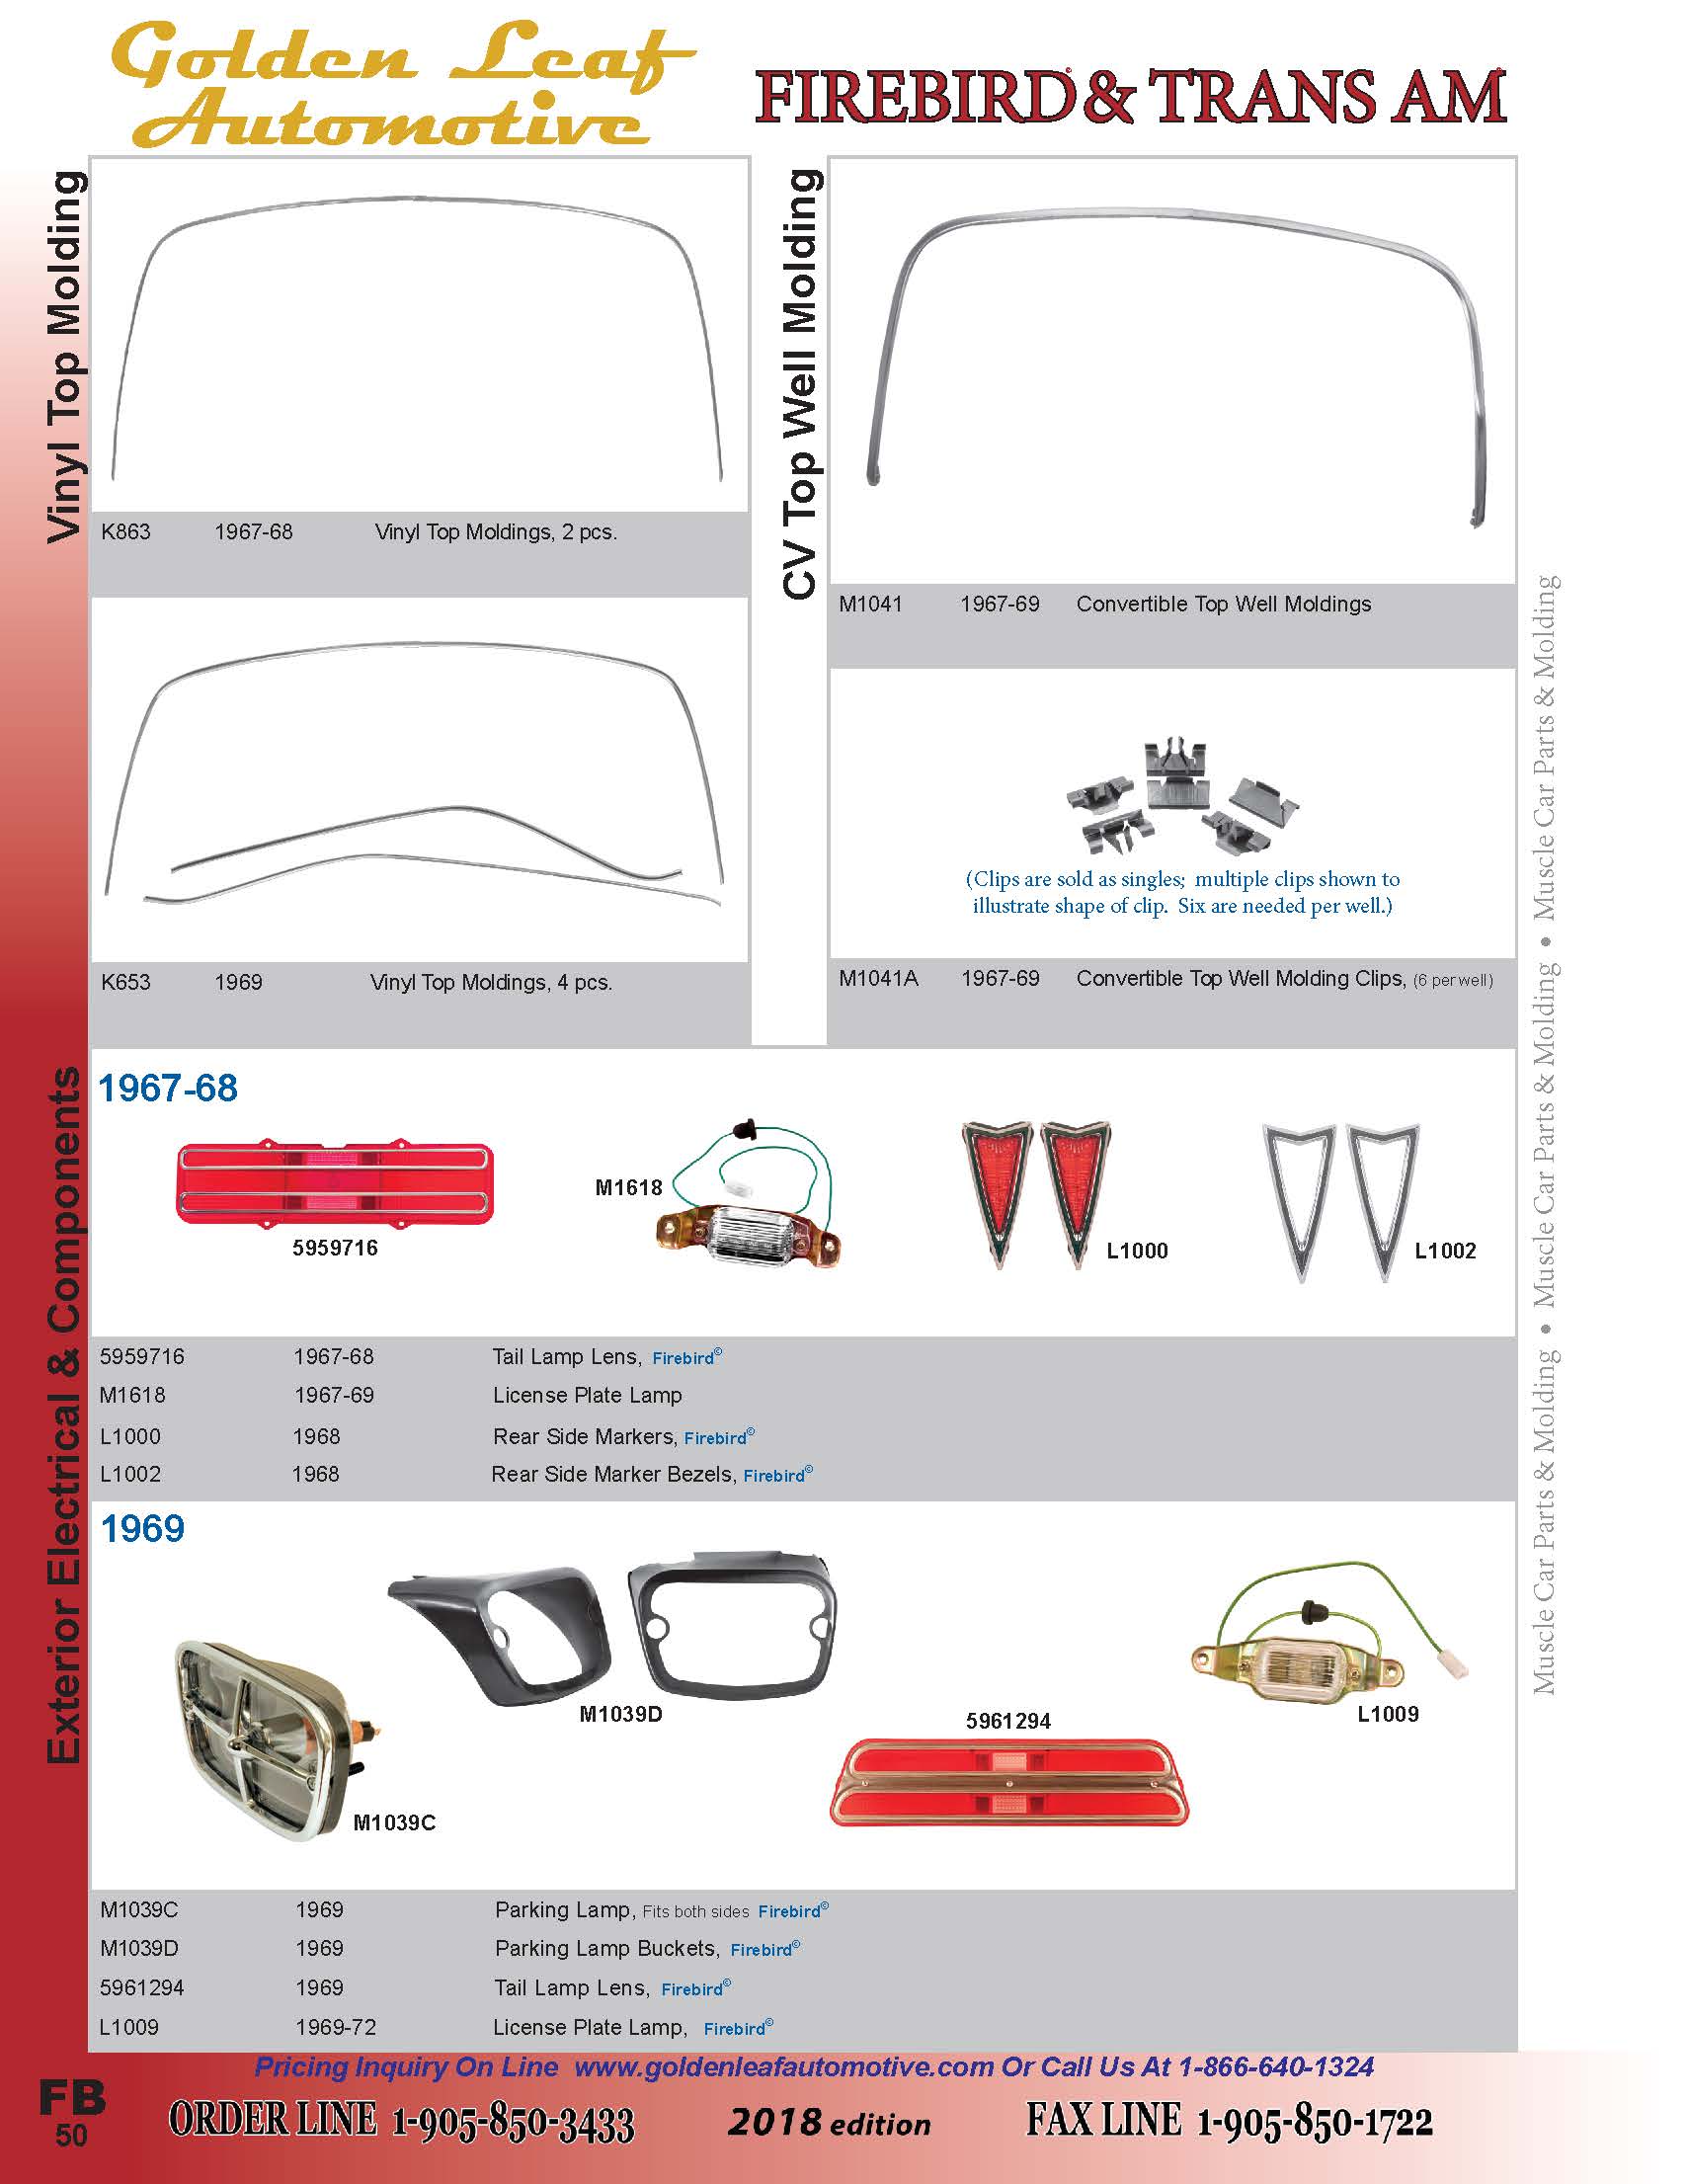 Golden Leaf
Automotive
FIREBIRD & TRANS AM
Vinyl Top Molding
K863 1967-68 Vinyl Top Moldings, 2 pcs.
K653 1969 Vinyl Top Moldings, 4 pcs.
CV Top Well Molding
M1041 1967-69 Convertible Top Well Moldings
(Clips are sold as singles; multiple clips shown to
illustrate shape of clip. Six are needed per well.)
M1041A 1967-69 Convertible Top Well Molding Clips, (6 per well)
Exterior Electrical & Components
1967-68
5959716
M1618
L1000
L1002
5959716 1967-68 Tail Lamp Lens, Firebird©
M1618 1967-69 License Plate Lamp
L1000 1968 Rear Side Markers, Firebird©
L1002 1968 Rear Side Marker Bezels, Firebird©
1969
M1039C
M1039D
5961294
L1009
M1039C 1969 Parking Lamp, Fits both sides Firebird©
M1039D 1969 Parking Lamp Buckets, Firebird©
5961294 1969 Tail Lamp Lens, Firebird©
L1009 1969-72 License Plate Lamp, Firebird©
Muscle Car Parts & Molding • Muscle Car Parts & Molding • Muscle Car Parts & Molding
Pricing Inquiry On Line www.goldenleafautomotive.com Or Call Us At 1-866-640-1324
FB
50
ORDER LINE 1-905-850-3433
2018 edition
FAX LINE 1-905-850-1722